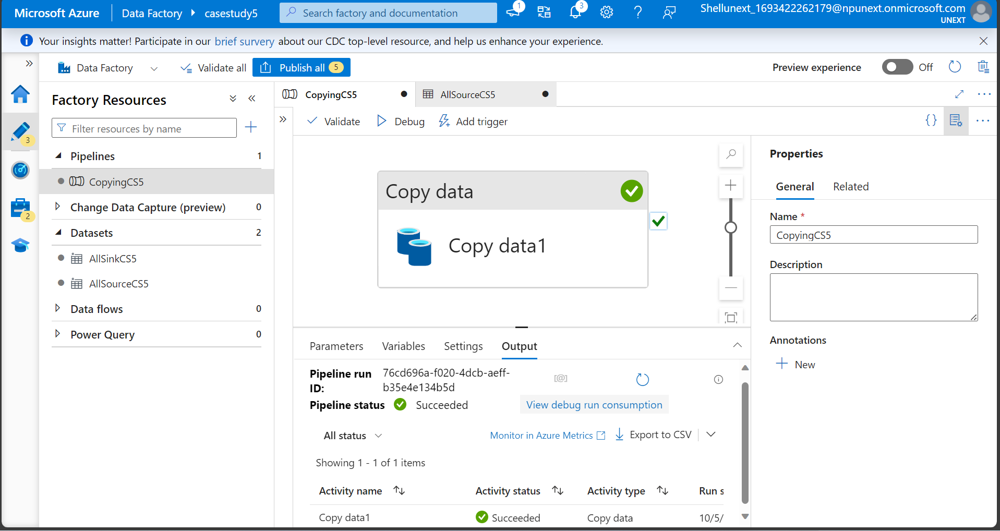 Microsoft Azure
Data Factory
casestudy5
Search factory and documentation
1
3
Shellunext_1693422262179@npunext.onmicrosoft.com
UNEXT
Your insights matter! Participate in our brief survery about our CDC top-level resource, and help us enhance your experience.
Data Factory
Validate all
Publish all 5
Preview experience
Off
3
2
Factory Resources
Filter resources by name
Pipelines 1
CopyingCS5
Change Data Capture (preview) 0
Datasets 2
AllSinkCS5
AllSourceCS5
Data flows 0
Power Query 0
CopyingCS5
AllSourceCS5
Validate
Debug
Add trigger
{}
Copy data
Copy data1
Parameters
Variables
Settings
Output
Pipeline run ID:
76cd696a-f020-4dcb-aeff-
b35e4e134b5d
[@]
Pipeline status
Succeeded
View debug run consumption
All status
Monitor in Azure Metrics
Export to CSV
Showing 1 - 1 of 1 items
Activity name
Activity status
Activity type
Run s
Copy data1
Succeeded
Copy data
10/5/
Properties
General
Related
Name *
CopyingCS5
Description
Annotations
New